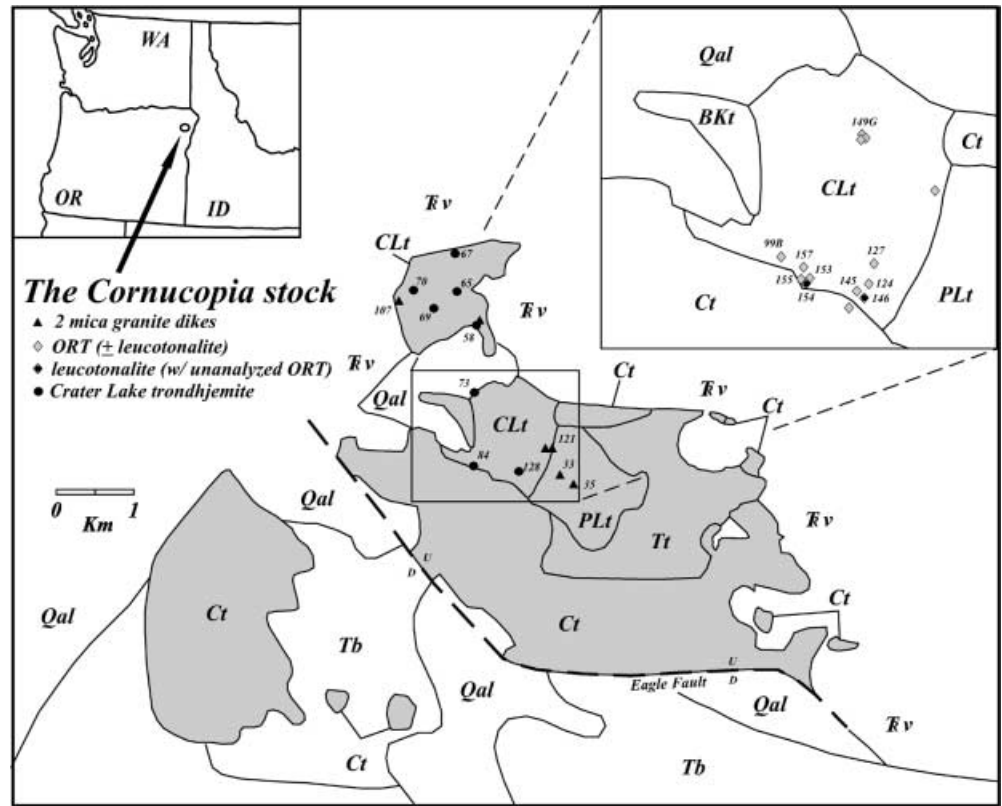 WA
OR
ID
The Cornucopia stock
2 mica granite dikes
ORT (± leucotonalite)
leucotonalite (w/ unanalyzed ORT)
Crater Lake trondhjemite
0 1
Km
Qal
BKt
149G
Ct
CLt
99B
157
127
155
153
154
145
124
146
Ct
PLt
TR v
CLt
67
70
65
107
69
58
TR v
TR v
Qal
73
Ct
TR v
Ct
CLt
121
84
128
33
35
PLt
Tt
TR v
U
D
Qal
Ct
Qal
Ct
Tb
Ct
Qal
U
Eagle Fault
D
Qal
TR v
Ct
Tb